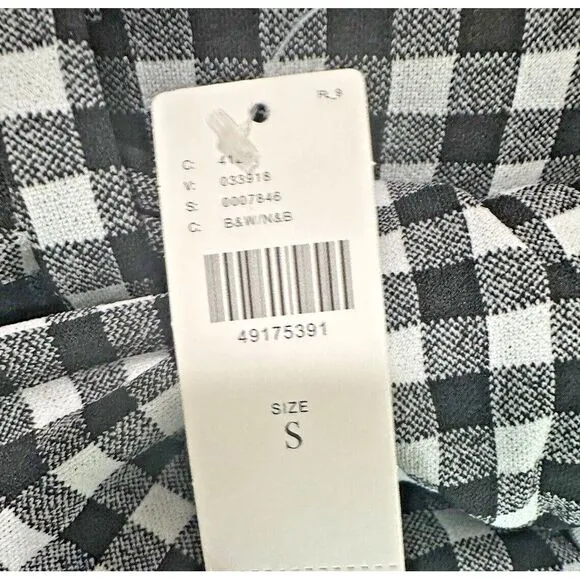 C:
V: 033918
S: 0007846
C: B&W/N&B
49175391
SIZE
S